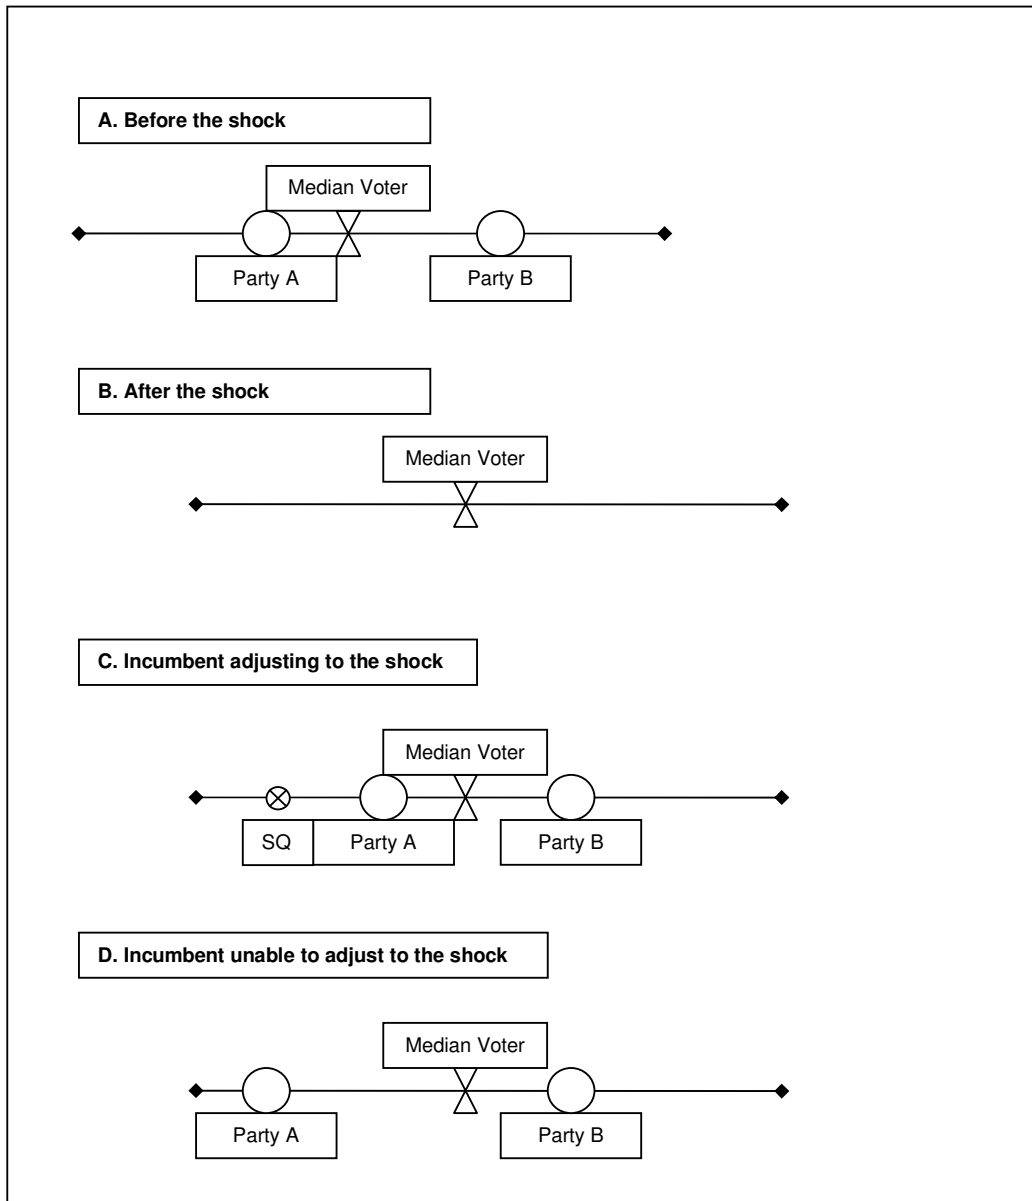 A. Before the shock
Median Voter
Party A
Party B
B. After the shock
Median Voter
C. Incumbent adjusting to the shock
Median Voter
SQ
Party A
Party B
D. Incumbent unable to adjust to the shock
Median Voter
Party A
Party B